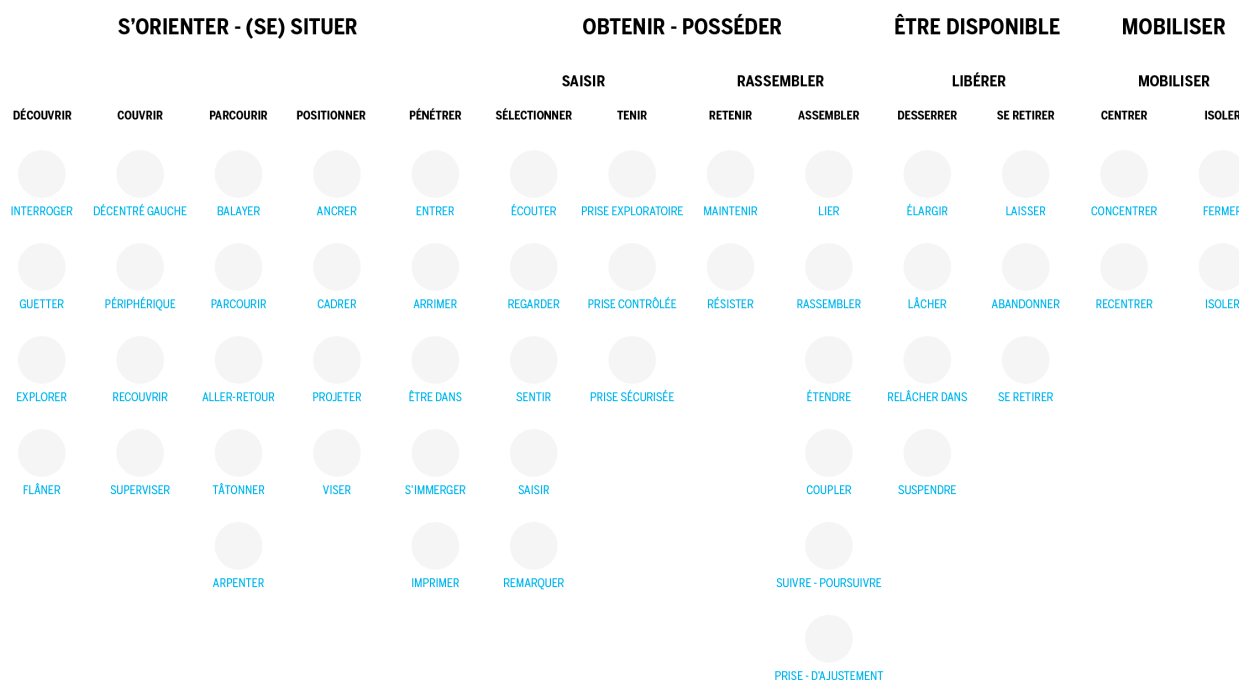 S'ORIENTER - (SE) SITUER OBTENIR - POSSÉDER ÊTRE DISPONIBLE MOBILISER
SAISIR RASSEMBLER LIBÉRER MOBILISER
DÉCOUVRIR COUVRIR PARCOURIR POSITIONNER PÉNÉTRER SÉLECTIONNER TENIR RETENIR ASSEMBLER DESSERRER SE RETIRER CENTRER ISOLER
INTERROGER DÉCENTRÉ GAUCHE BALAYER ANCRER ENTRER ÉCOUTER PRISE EXPLORATOIRE MAINTENIR LIER ÉLARGIR LAISSER CONCENTRER FERMER
GUETTER PÉRIPHÉRIQUE PARCOURIR CADRER ARRIMER REGARDER PRISE CONTRÔLÉE RÉSISTER RASSEMBLER LÂCHER ABANDONNER RECENTRER ISOLER
EXPLORER RECOUVRIR ALLER-RETOUR PROJETER ÊTRE DANS SENTIR PRISE SÉCURISÉE ÉTENDRE RELÂCHER DANS SE RETIRER
FLÂNER SUPERVISER TÂTONNER VISER S'IMMERGER SAISIR COUPLER SUSPENDRE
ARPENTER IMPRIMER REMARQUER SUIVRE - POURSUIVRE
PRISE - D'AJUSTEMENT